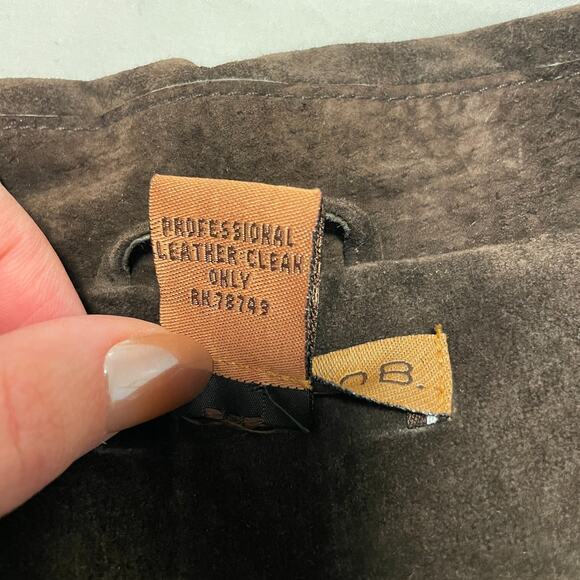 PROFESSIONAL
LEATHER CLEAN
ONLY
RN.78749
B.